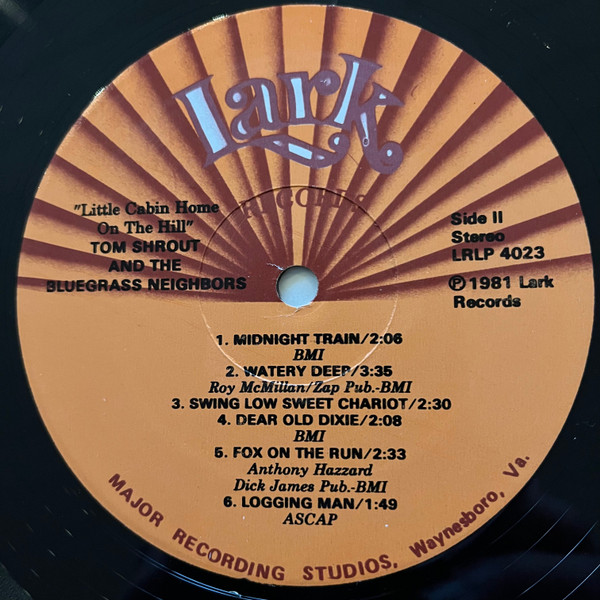 Lark
RECORDS
"Little Cabin Home
On The Hill"
TOM SHROUT
AND THE
BLUEGRASS NEIGHBORS
Side II
Stereo
LRLP 4023
Ⓟ 1981 Lark
Records
1. MIDNIGHT TRAIN/2:06
BMI
2. WATERY DEEP/3:35
Roy McMillan/Zap Pub.-BMI
3. SWING LOW SWEET CHARIOT/2:30
4. DEAR OLD DIXIE/2:08
BMI
5. FOX ON THE RUN/2:33
Anthony Hazzard
Dick James Pub.-BMI
6. LOGGING MAN/1:49
ASCAP
MAJOR RECORDING STUDIOS, Waynesboro, Va.